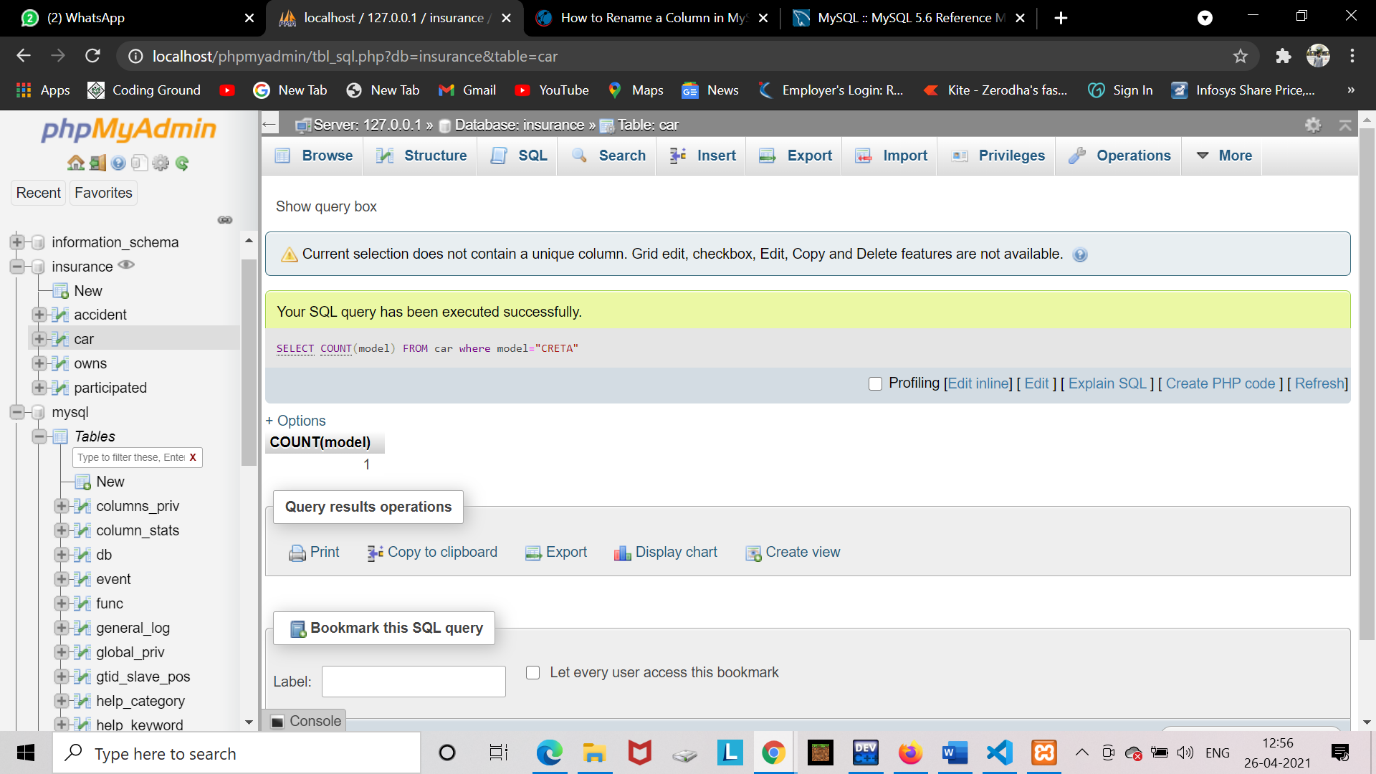 (2) WhatsApp
localhost / 127.0.0.1 / insurance /
How to Rename a Column in My
MySQL :: MySQL 5.6 Reference M
localhost/phpmyadmin/tbl_sql.php?db=insurance&table=car
Apps Coding Ground New Tab New Tab Gmail YouTube Maps News Employer's Login: R... Kite - Zerodha's fas... Sign In Infosys Share Price,... »
phpMyAdmin
Recent Favorites
information_schema
insurance
New
accident
car
owns
participated
mysql
Tables
Type to filter these, Enter X
New
columns_priv
column_stats
db
event
func
general_log
global_priv
gtid_slave_pos
help_category
help_keyword
Server: 127.0.0.1 » Database: insurance » Table: car
Browse Structure SQL Search Insert Export Import Privileges Operations More
Show query box
Current selection does not contain a unique column. Grid edit, checkbox, Edit, Copy and Delete features are not available.
Your SQL query has been executed successfully.
SELECT COUNT(model) FROM car where model="CRETA"
Profiling [Edit inline] [ Edit ] [ Explain SQL ] [ Create PHP code ] [ Refresh]
+ Options
COUNT(model)
1
Query results operations
Print Copy to clipboard Export Display chart Create view
Bookmark this SQL query
Label: Let every user access this bookmark
Console
Type here to search
ENG
12:56
26-04-2021